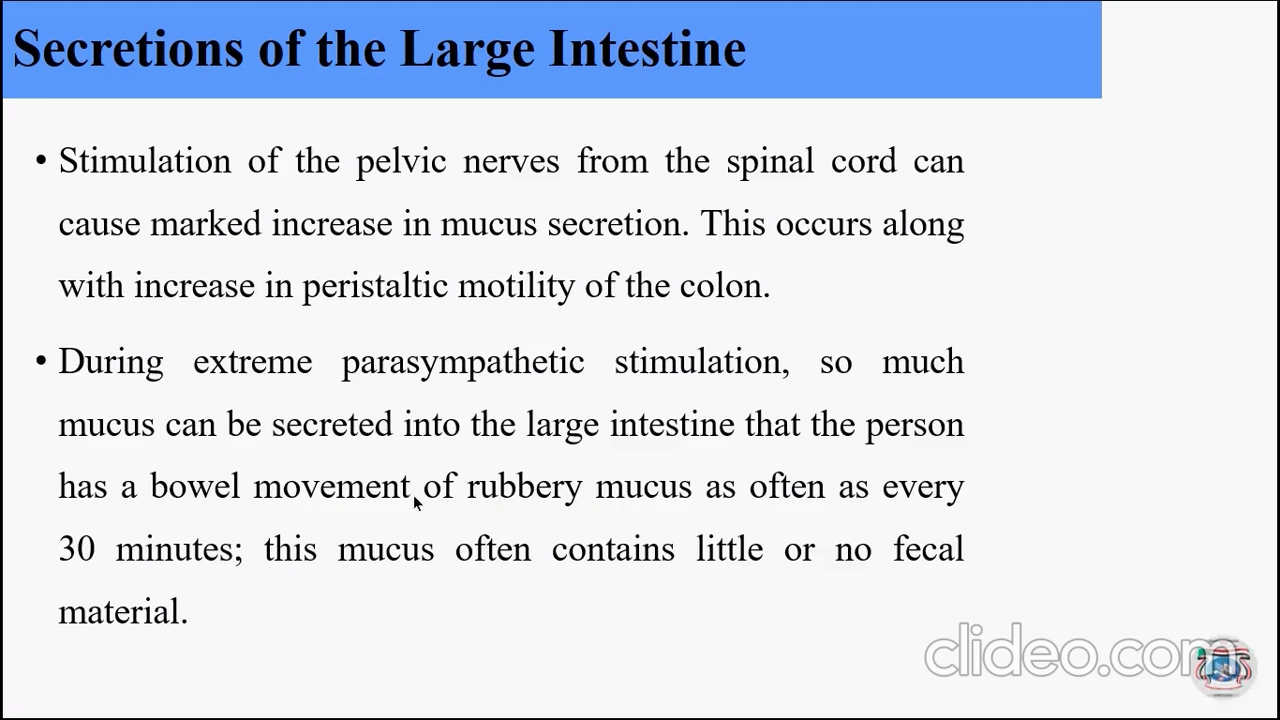 Secretions of the Large Intestine
• Stimulation of the pelvic nerves from the spinal cord can
cause marked increase in mucus secretion. This occurs along
with increase in peristaltic motility of the colon.
• During extreme parasympathetic stimulation, so much
mucus can be secreted into the large intestine that the person
has a bowel movement of rubbery mucus as often as every
30 minutes; this mucus often contains little or no fecal
material.
clideo.com